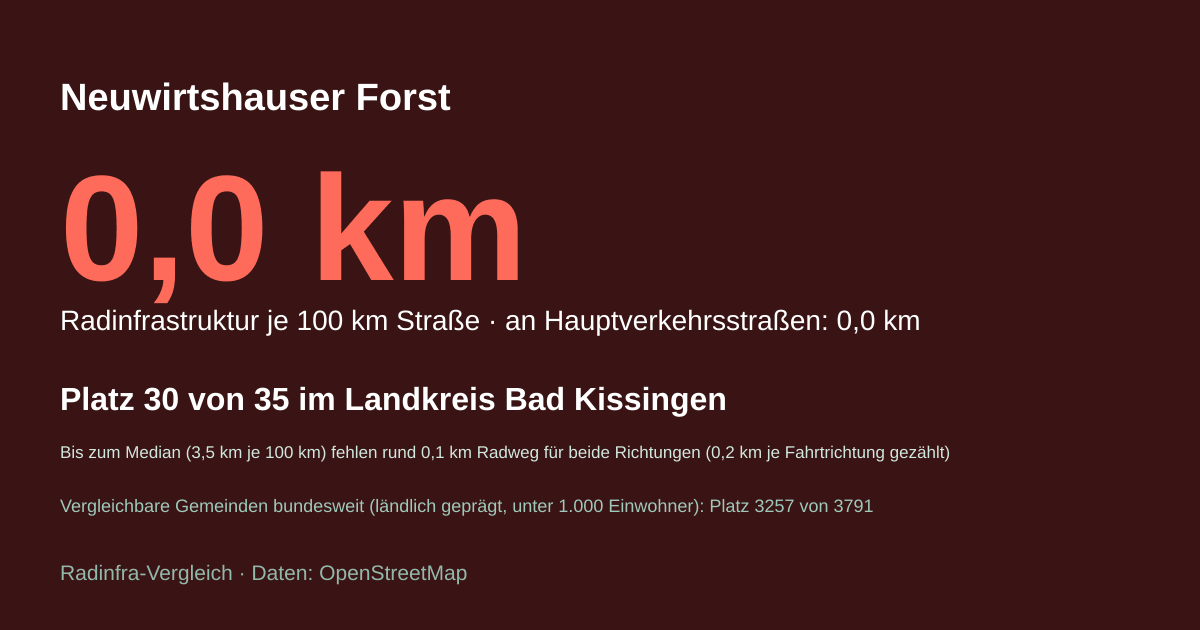 Neuwirtshauser Forst
0,0 km
Radinfrastruktur je 100 km Straße · an Hauptverkehrsstraßen: 0,0 km
Platz 30 von 35 im Landkreis Bad Kissingen
Bis zum Median (3,5 km je 100 km) fehlen rund 0,1 km Radweg für beide Richtungen (0,2 km je Fahrtrichtung gezählt)
Vergleichbare Gemeinden bundesweit (ländlich geprägt, unter 1.000 Einwohner): Platz 3257 von 3791
Radinfra-Vergleich · Daten: OpenStreetMap